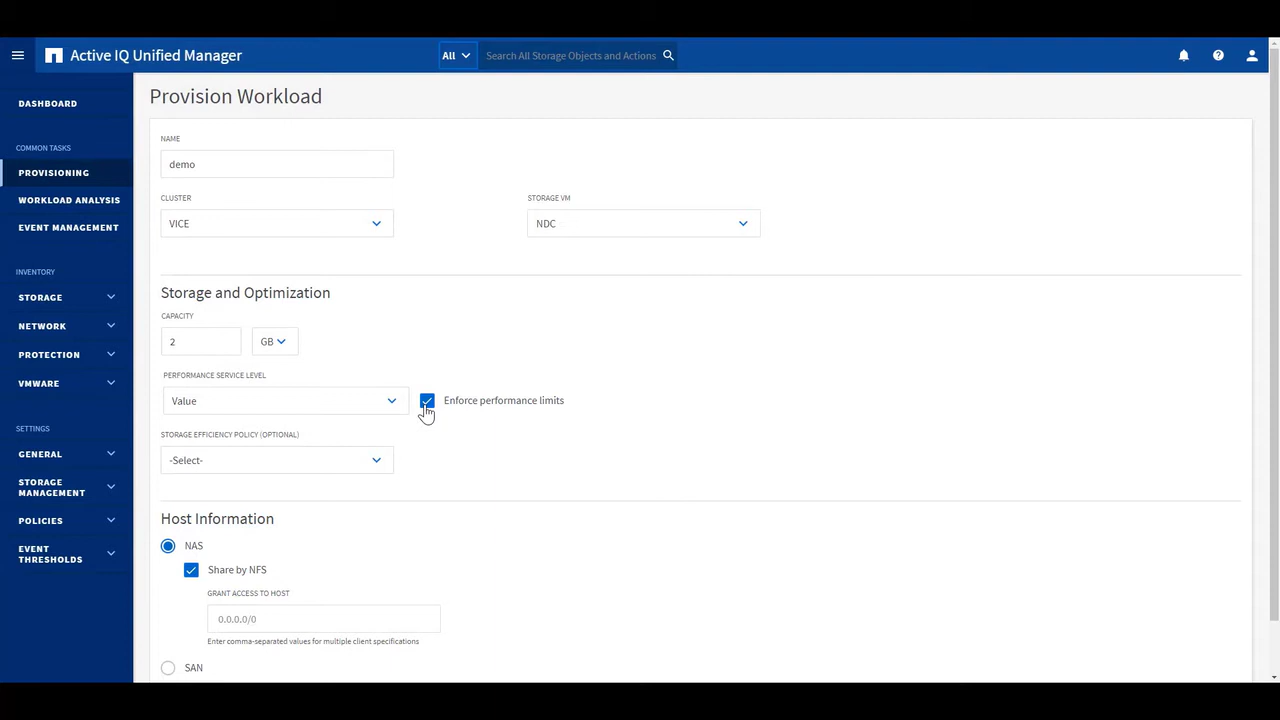 Active IQ Unified Manager
All
Search All Storage Objects and Actions
DASHBOARD
COMMON TASKS
PROVISIONING
WORKLOAD ANALYSIS
EVENT MANAGEMENT
INVENTORY
STORAGE
NETWORK
PROTECTION
VMWARE
SETTINGS
GENERAL
STORAGE
MANAGEMENT
POLICIES
EVENT
THRESHOLDS
Provision Workload
NAME
demo
CLUSTER
STORAGE VM
VICE
NDC
Storage and Optimization
CAPACITY
2
GB
PERFORMANCE SERVICE LEVEL
Value
Enforce performance limits
STORAGE EFFICIENCY POLICY (OPTIONAL)
-Select-
Host Information
NAS
Share by NFS
GRANT ACCESS TO HOST
0.0.0.0/0
Enter comma-separated values for multiple client specifications
SAN